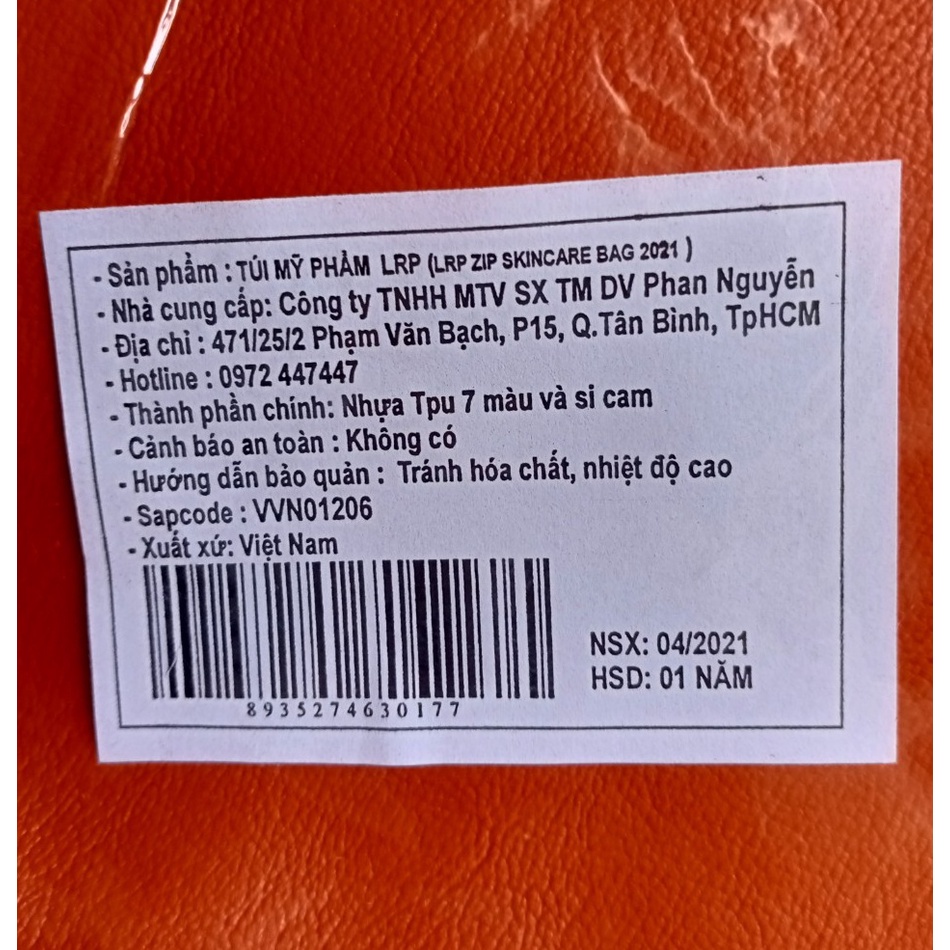 - Sản phẩm : TÚI MỸ PHẨM LRP (LRP ZIP SKINCARE BAG 2021 )
- Nhà cung cấp: Công ty TNHH MTV SX TM DV Phan Nguyễn
- Địa chỉ : 471/25/2 Phạm Văn Bạch, P15, Q.Tân Bình, TpHCM
- Hotline : 0972 447447
- Thành phần chính: Nhựa Tpu 7 màu và si cam
- Cảnh báo an toàn : Không có
- Hướng dẫn bảo quản : Tránh hóa chất, nhiệt độ cao
- Sapcode : VVN01206
- Xuất xứ: Việt Nam
NSX: 04/2021
HSD: 01 NĂM
8935274630177